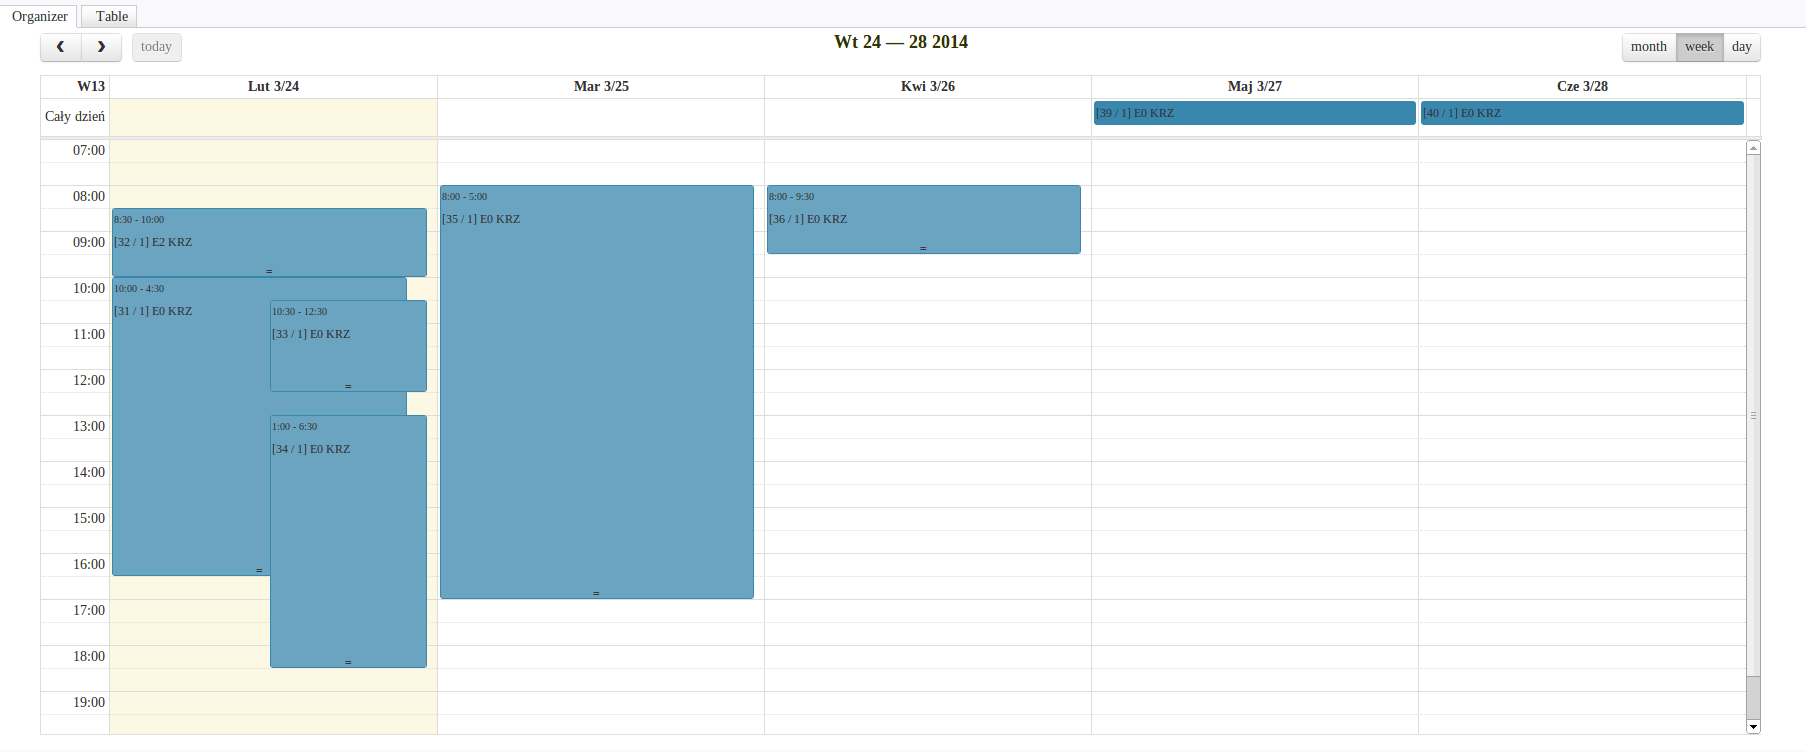 Organizer Table
today
Wt 24 — 28 2014
month week day
W13 Lut 3/24 Mar 3/25 Kwi 3/26 Maj 3/27 Cze 3/28
Cały dzień [39 / 1] E0 KRZ [40 / 1] E0 KRZ
07:00
08:00
09:00
10:00
11:00
12:00
13:00
14:00
15:00
16:00
17:00
18:00
19:00
8:30 - 10:00
[32 / 1] E2 KRZ
10:00 - 4:30
[31 / 1] E0 KRZ
10:30 - 12:30
[33 / 1] E0 KRZ
1:00 - 6:30
[34 / 1] E0 KRZ
8:00 - 5:00
[35 / 1] E0 KRZ
8:00 - 9:30
[36 / 1] E0 KRZ